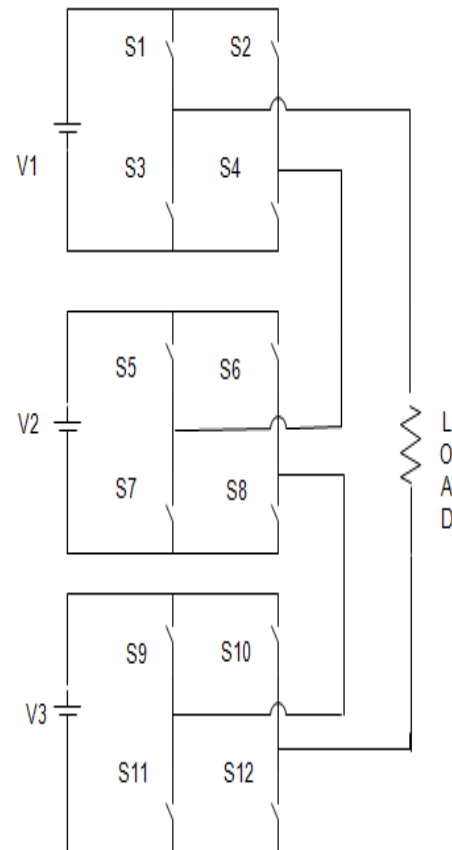 S1 S2
V1 S3 S4
S5 S6
V2
S7 S8
L
O
A
D
S9 S10
V3
S11 S12